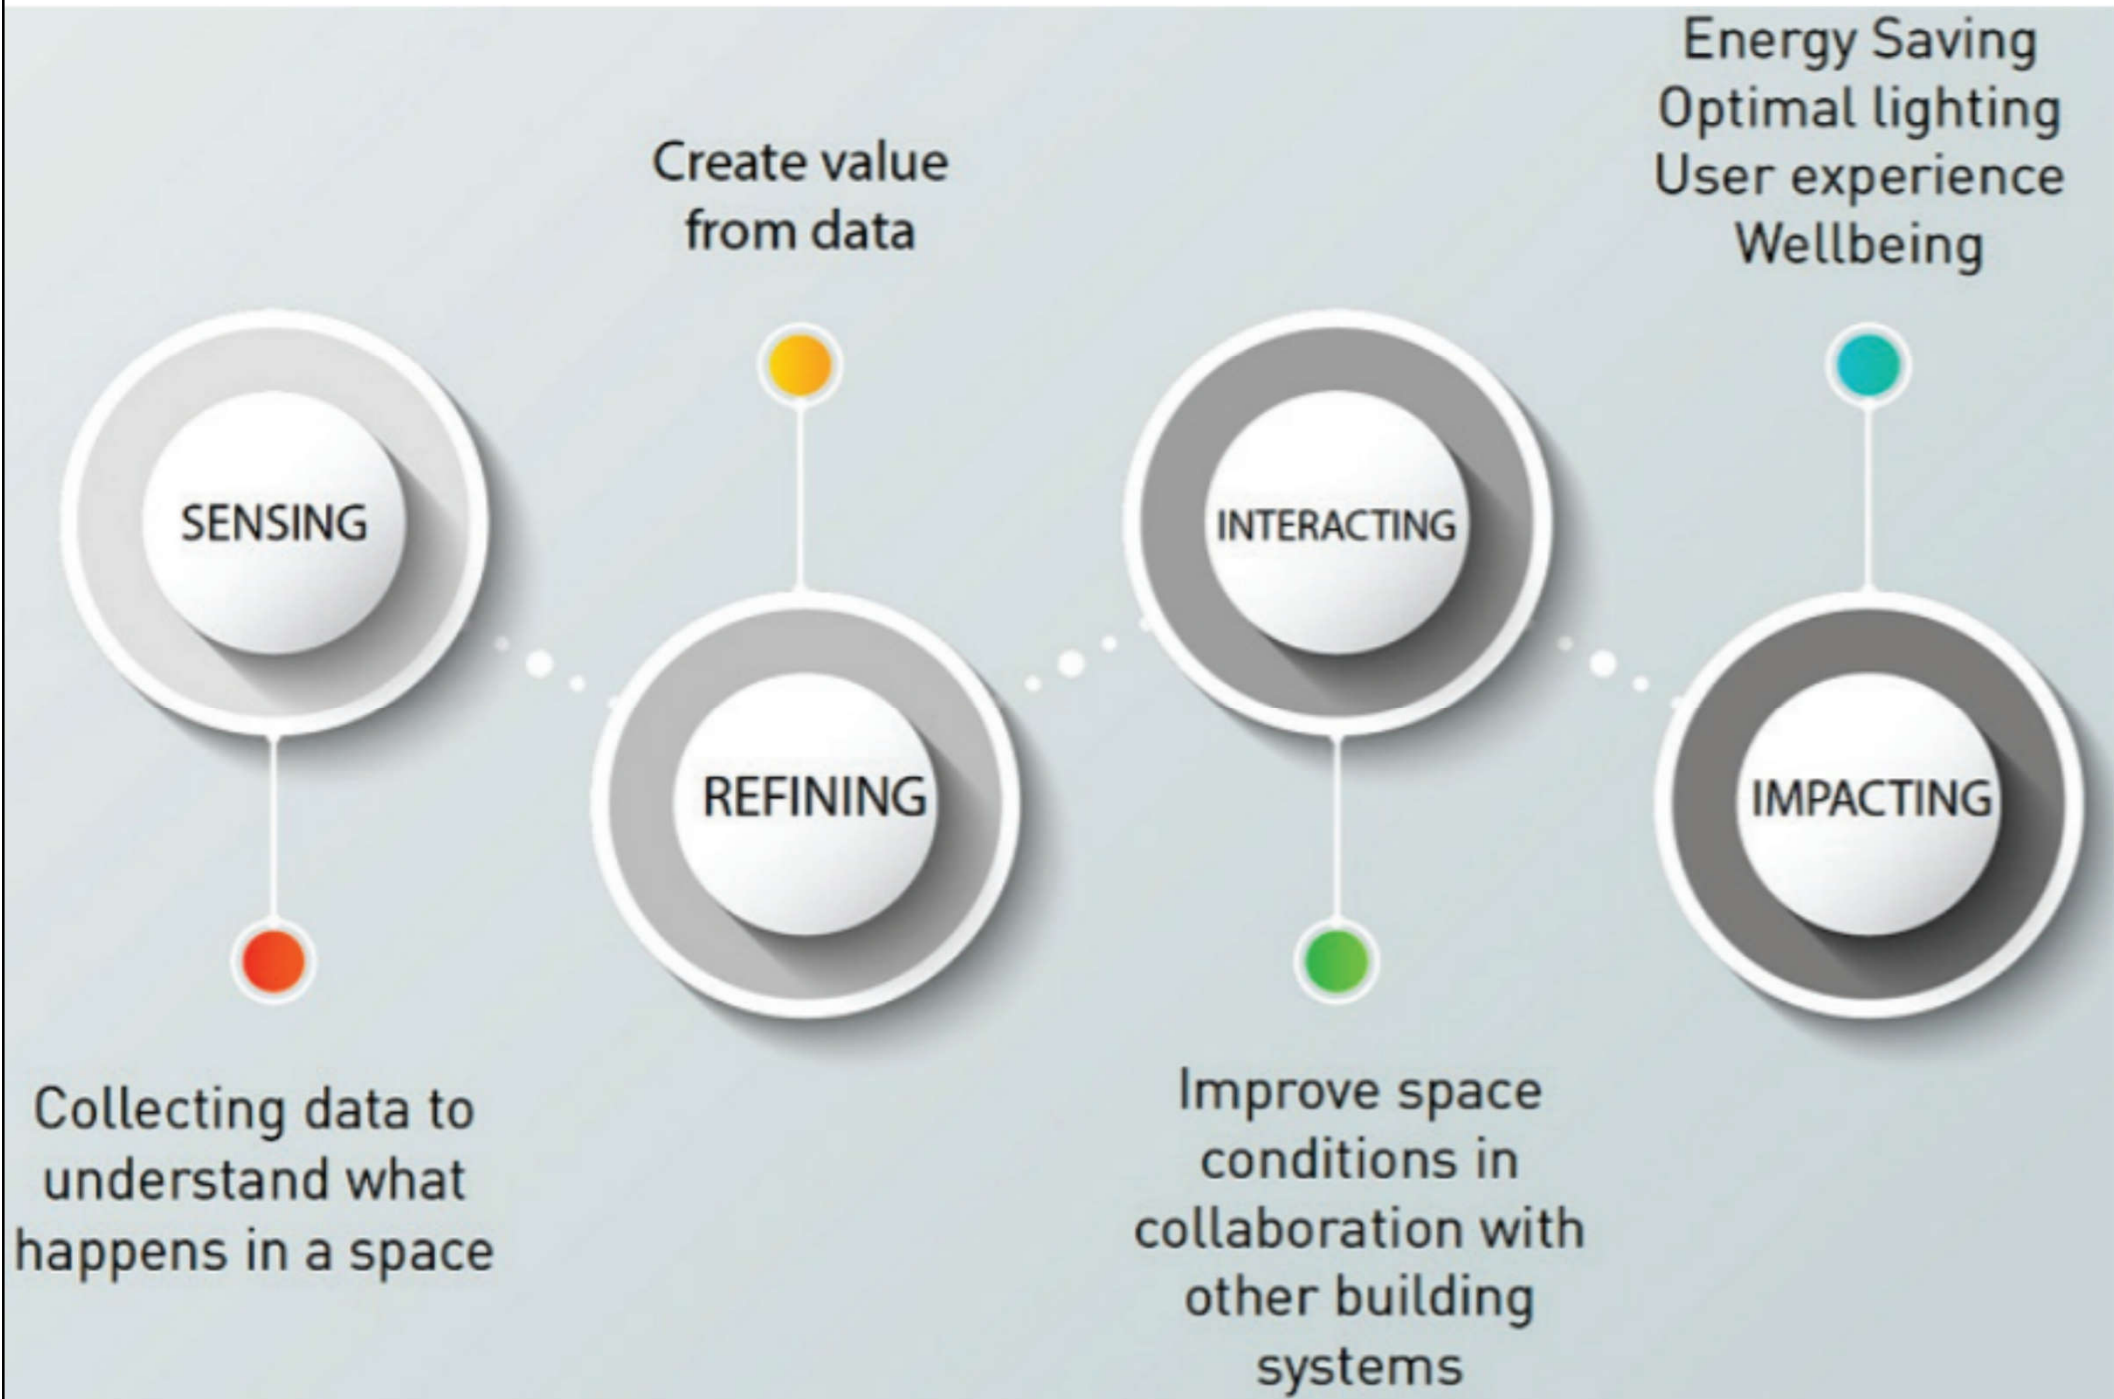 SENSING
Collecting data to
understand what
happens in a space
Create value
from data
REFINING
INTERACTING
Improve space
conditions in
collaboration with
other building
systems
Energy Saving
Optimal lighting
User experience
Wellbeing
IMPACTING